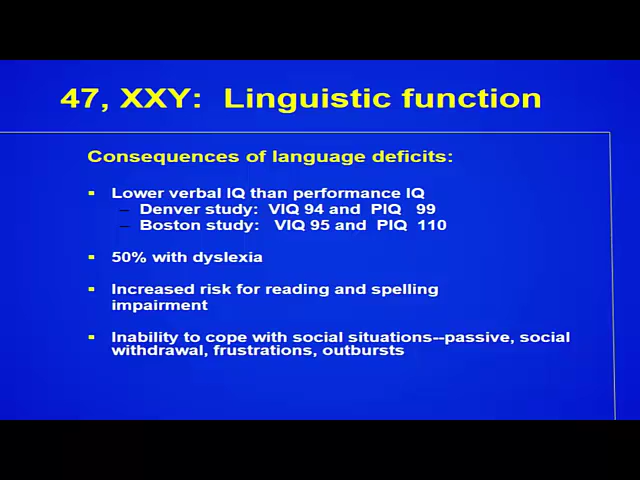 47, XXY: Linguistic function
Consequences of language deficits:
Lower verbal IQ than performance IQ
– Denver study: VIQ 94 and PIQ 99
– Boston study: VIQ 95 and PIQ 110
50% with dyslexia
Increased risk for reading and spelling
impairment
Inability to cope with social situations--passive, social
withdrawal, frustrations, outbursts